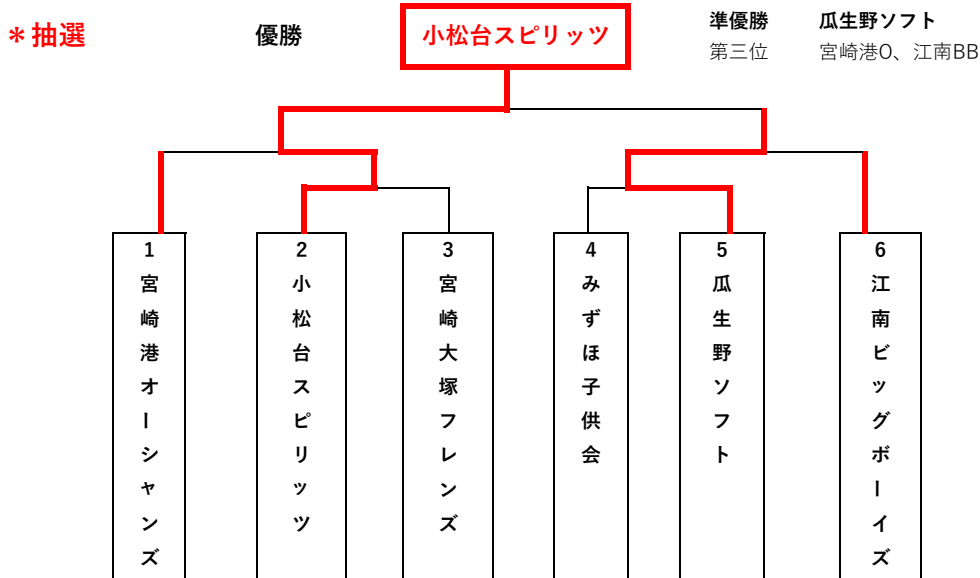 ＊抽選
優勝
小松台スピリッツ
準優勝 瓜生野ソフト
第三位 宮崎港O、江南BB
1 宮崎港オーシャンズ
2 小松台スピリッツ
3 宮崎大塚フレンズ
4 みずほ子供会
5 瓜生野ソフト
6 江南ビッグボーイズ